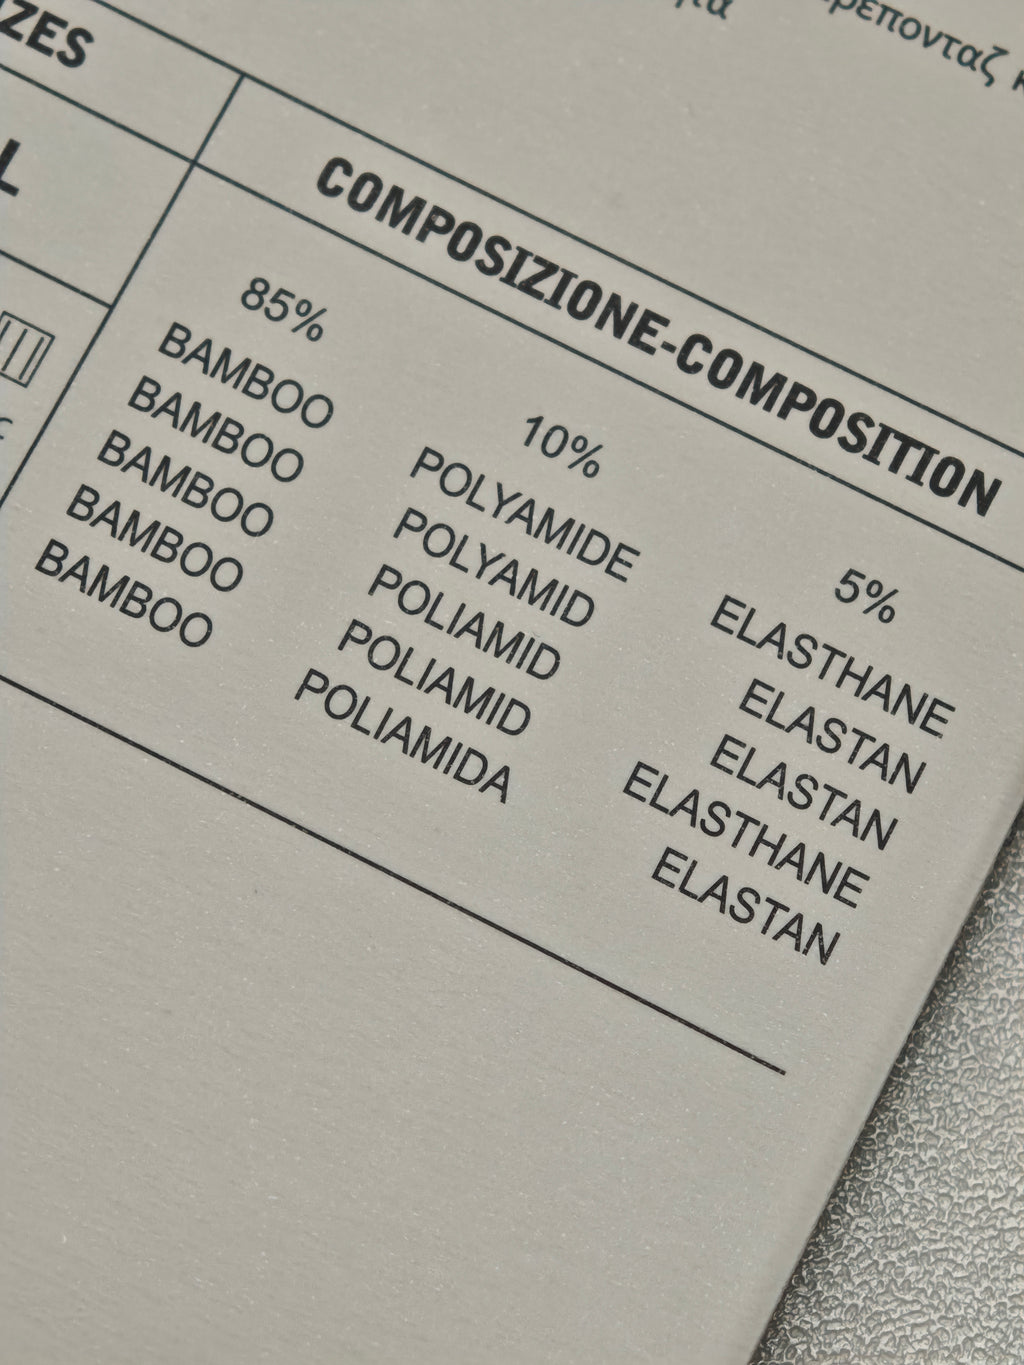 COMPOSIZIONE-COMPOSITION
L
85%
BAMBOO
BAMBOO
BAMBOO
BAMBOO
BAMBOO
10%
POLYAMIDE
POLYAMID
POLIAMID
POLIAMID
POLIAMIDA
5%
ELASTHANE
ELASTAN
ELASTAN
ELASTHANE
ELASTAN